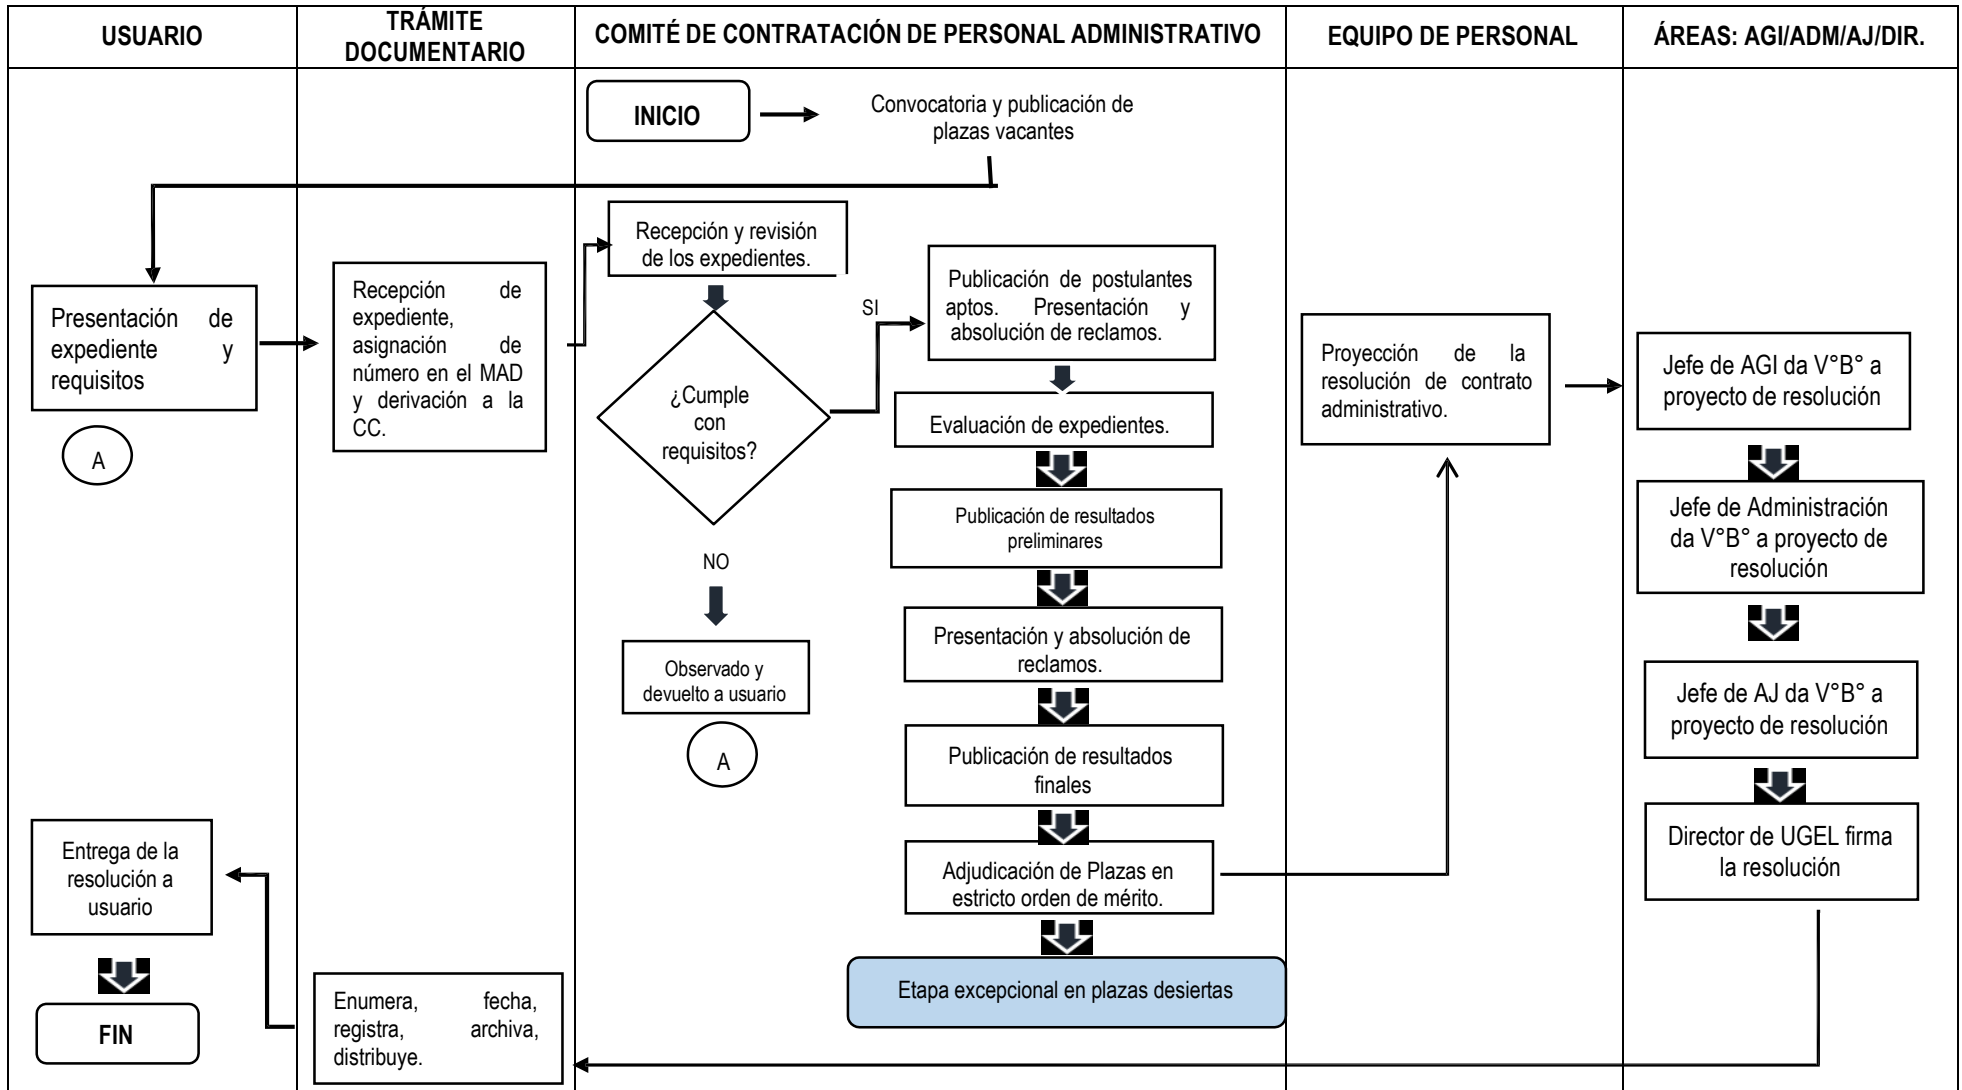 USUARIO
TRÁMITE
DOCUMENTARIO
COMITÉ DE CONTRATACIÓN DE PERSONAL ADMINISTRATIVO
EQUIPO DE PERSONAL
ÁREAS: AGI/ADM/AJ/DIR.
INICIO
Convocatoria y publicación de
plazas vacantes
Presentación de
expediente y
requisitos
A
Recepción de
expediente,
asignación de
número en el MAD
y derivación a la
CC.
Recepción y revisión
de los expedientes.
¿Cumple
con
requisitos?
SI
NO
Observado y
devuelto a usuario
A
Publicación de postulantes
aptos. Presentación y
absolución de reclamos.
Evaluación de expedientes.
Publicación de resultados
preliminares
Presentación y absolución de
reclamos.
Publicación de resultados
finales
Adjudicación de Plazas en
estricto orden de mérito.
Etapa excepcional en plazas desiertas
Proyección de la
resolución de contrato
administrativo.
Jefe de AGI da V°B° a
proyecto de resolución
Jefe de Administración
da V°B° a proyecto de
resolución
Jefe de AJ da V°B° a
proyecto de resolución
Director de UGEL firma
la resolución
Enumera, fecha,
registra, archiva,
distribuye.
Entrega de la
resolución a
usuario
FIN